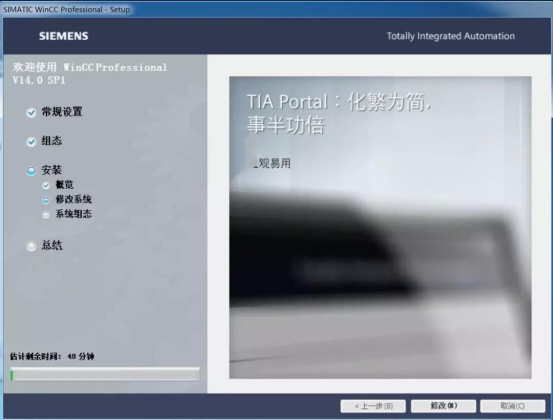 SIMATIC WinCC Professional - Setup
SIEMENS
Totally Integrated Automation
欢迎使用 WinCC Professional
V14.0 SP1
常规设置
组态
安装
概览
修改系统
系统组态
总结
TIA Portal：化繁为简，
事半功倍
观易用
估计剩余时间： 40 分钟
<上一步(B)
修改(M)
取消(C)